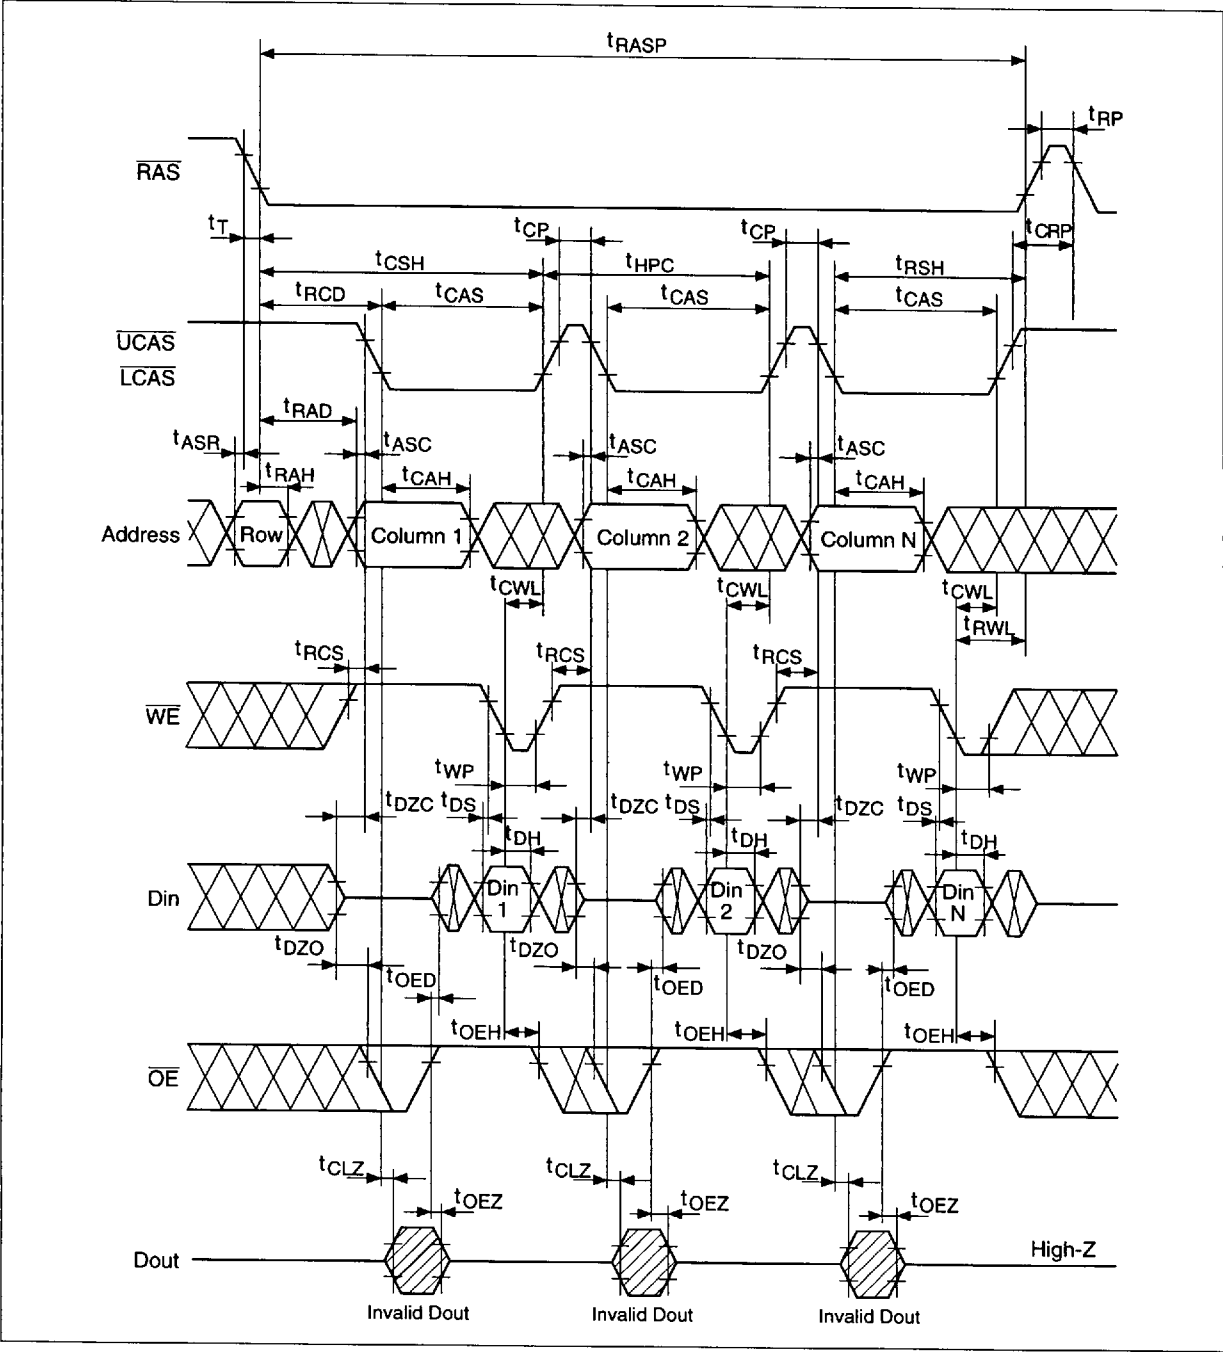 tRASP
tRP
RAS
tT
tCP
tCP
tCRP
tCSH
tHPC
tRSH
tRCD
tCAS
tCAS
tCAS
UCAS
LCAS
tRAD
tASR
tASC
tASC
tASC
tRAH
tCAH
tCAH
tCAH
Address
Row
Column 1
Column 2
Column N
tCWL
tCWL
tCWL
tRWL
tRCS
tRCS
tRCS
WE
tWP
tWP
tWP
tDZC
tDS
tDZC
tDS
tDZC
tDS
tDH
tDH
tDH
Din
Din 1
Din 2
Din N
tDZO
tDZO
tDZO
tOED
tOED
tOED
tOEH
tOEH
tOEH
OE
tCLZ
tCLZ
tCLZ
tOEZ
tOEZ
tOEZ
Dout
High-Z
Invalid Dout
Invalid Dout
Invalid Dout